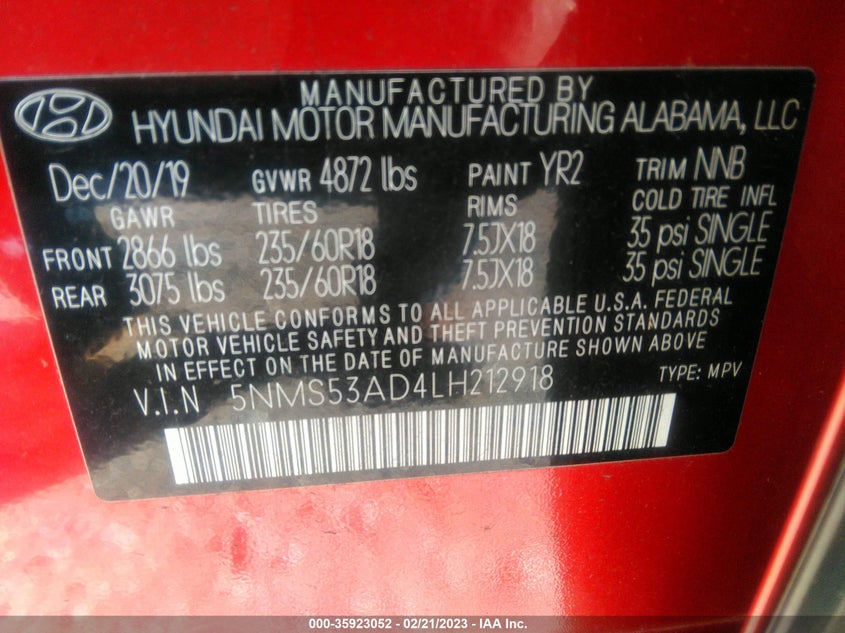 MANUFACTURED BY
HYUNDAI MOTOR MANUFACTURING ALABAMA, LLC
Dec/20/19 GVWR 4872 lbs PAINT YR2 TRIM NNB
GAWR TIRES RIMS COLD TIRE INFL
FRONT 2866 lbs 235/60R18 7.5JX18 35 psi SINGLE
REAR 3075 lbs 235/60R18 7.5JX18 35 psi SINGLE
THIS VEHICLE CONFORMS TO ALL APPLICABLE U.S.A. FEDERAL
MOTOR VEHICLE SAFETY AND THEFT PREVENTION STANDARDS
IN EFFECT ON THE DATE OF MANUFACTURE SHOWN ABOVE
V.I.N 5NMS53AD4LH212918 TYPE: MPV
000-35923052 - 02/21/2023 - IAA Inc.